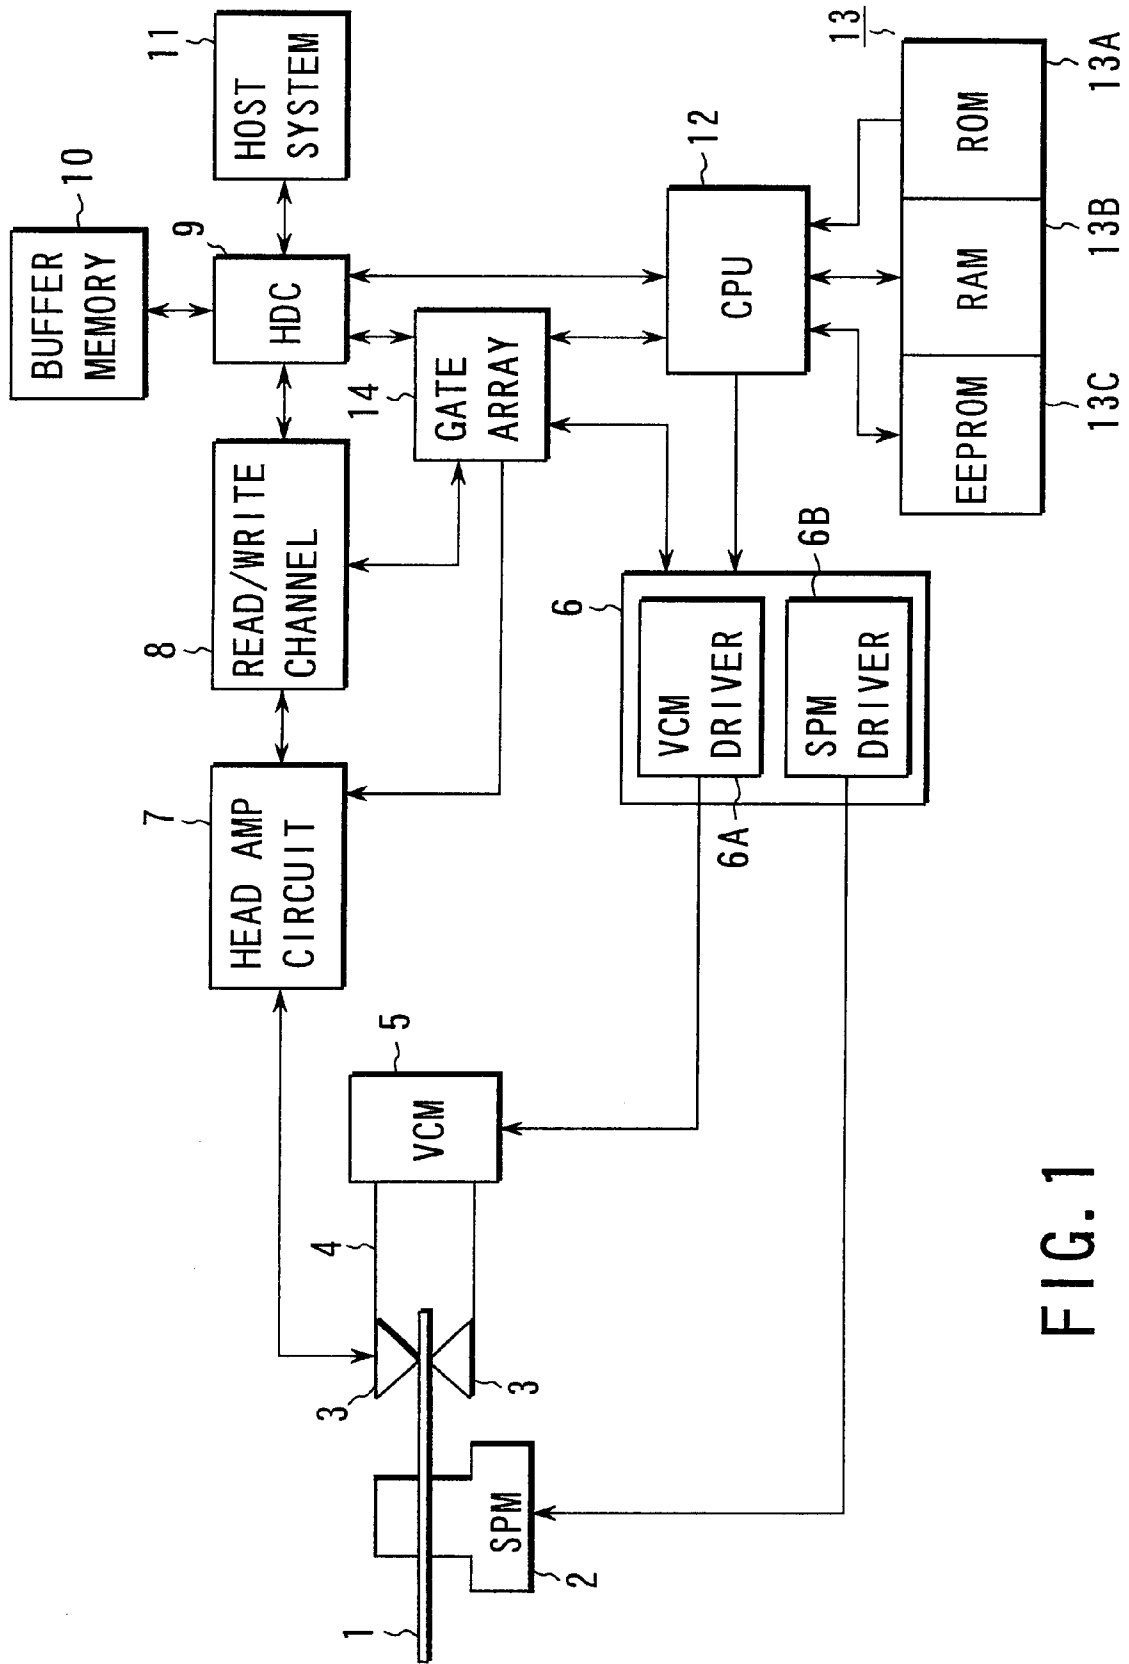 1
2
SPM
3
3
4
VCM
5
7
HEAD AMP
CIRCUIT
8
READ/WRITE
CHANNEL
9
HDC
10
BUFFER
MEMORY
11
HOST
SYSTEM
14
GATE
ARRAY
12
CPU
6
VCM
DRIVER
6A
SPM
DRIVER
6B
13
EEPROM
RAM
ROM
13C
13B
13A
FIG. 1